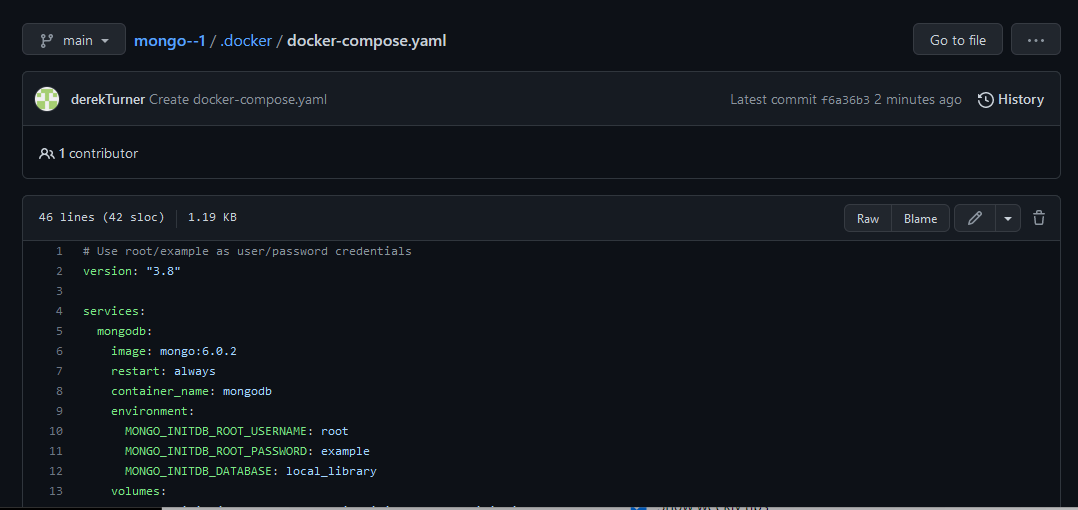 main mongo--1 / .docker / docker-compose.yaml Go to file ...
derekTurner Create docker-compose.yaml Latest commit f6a36b3 2 minutes ago History
1 contributor
46 lines (42 sloc) 1.19 KB Raw Blame
1 # Use root/example as user/password credentials
2 version: "3.8"
3
4 services:
5 mongodb:
6 image: mongo:6.0.2
7 restart: always
8 container_name: mongodb
9 environment:
10 MONGO_INITDB_ROOT_USERNAME: root
11 MONGO_INITDB_ROOT_PASSWORD: example
12 MONGO_INITDB_DATABASE: local_library
13 volumes: